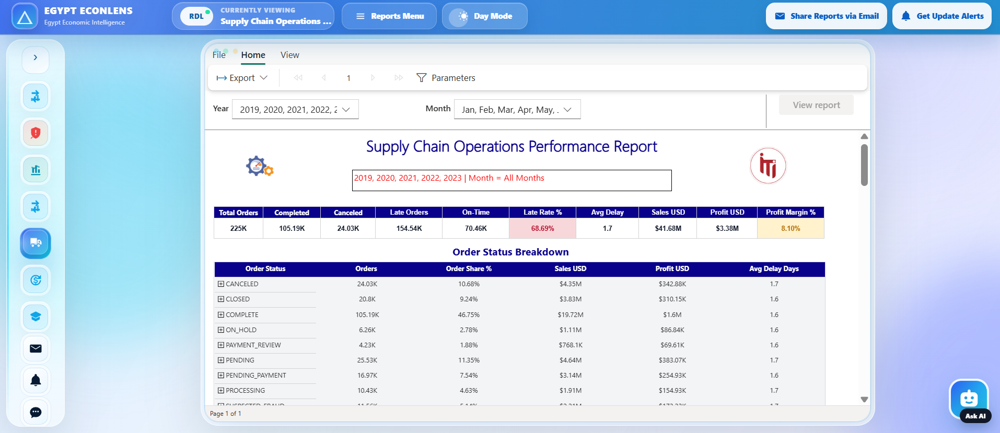 EGYPT ECONLENS
Egypt Economic Intelligence
RDL
CURRENTLY VIEWING
Supply Chain Operations ...
Reports Menu
Day Mode
Share Reports via Email
Get Update Alerts
File Home View
Export 1 Parameters
Year 2019, 2020, 2021, 2022, 2 Month Jan, Feb, Mar, Apr, May, . View report
Supply Chain Operations Performance Report
iTi
2019, 2020, 2021, 2022, 2023 | Month = All Months
Total Orders Completed Canceled Late Orders On-Time Late Rate % Avg Delay Sales USD Profit USD Profit Margin %
225K 105.19K 24.03K 154.54K 70.46K 68.69% 1.7 $41.68M $3.38M 8.10%
Order Status Breakdown
Order Status Orders Order Share % Sales USD Profit USD Avg Delay Days
CANCELED 24.03K 10.68% $4.35M $342.88K 1.7
CLOSED 20.8K 9.24% $3.83M $310.15K 1.6
COMPLETE 105.19K 46.75% $19.72M $1.6M 1.6
ON_HOLD 6.26K 2.78% $1.11M $86.84K 1.6
PAYMENT_REVIEW 4.23K 1.88% $768.1K $69.61K 1.6
PENDING 25.53K 11.35% $4.64M $383.07K 1.7
PENDING_PAYMENT 16.97K 7.54% $3.14M $254.93K 1.6
PROCESSING 10.43K 4.63% $1.91M $154.93K 1.7
SUSPECTED_FRAUD
Page 1 of 1
Ask AI